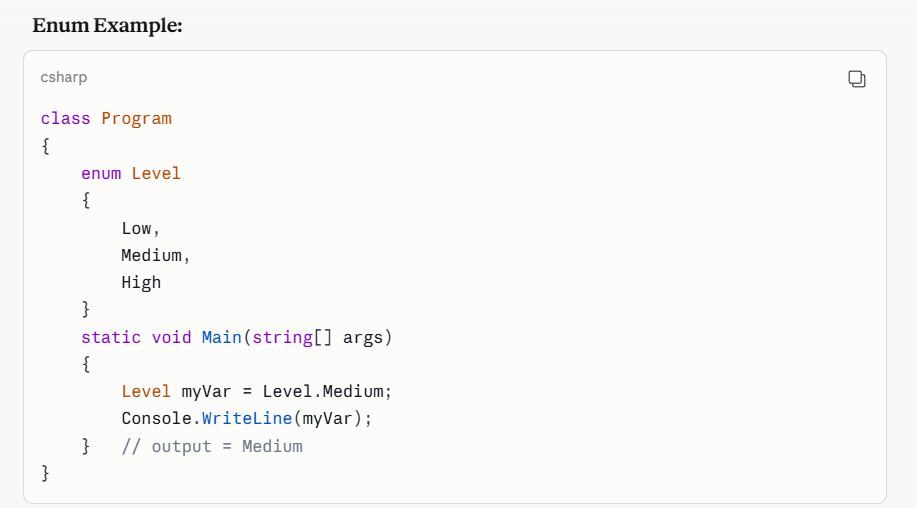 Enum Example:
csharp
class Program
{
    enum Level
    {
        Low,
        Medium,
        High
    }
    static void Main(string[] args)
    {
        Level myVar = Level.Medium;
        Console.WriteLine(myVar);
    }   // output = Medium
}